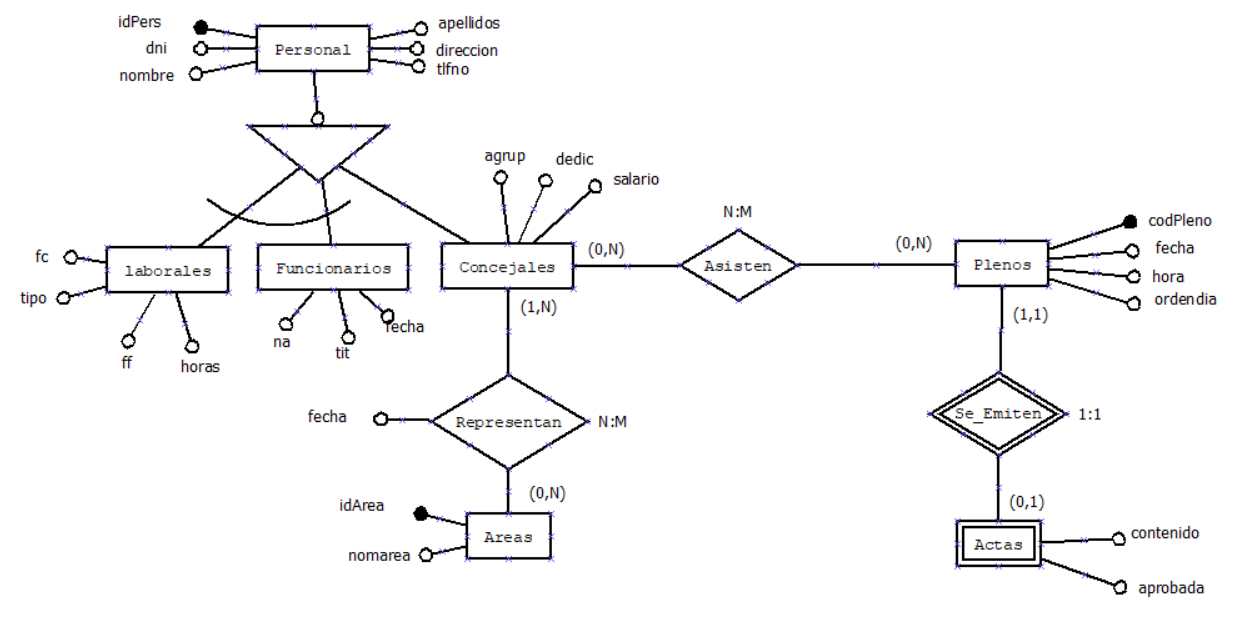 idPers
dni
nombre
Personal
apellidos
direccion
tlfno
agrup
dedic
salario
fc
tipo
ff
horas
laborales
Funcionarios
na
tit
fecha
Concejales
(0,N)
N:M
Asisten
(0,N)
Plenos
codPleno
fecha
hora
ordendia
(1,N)
(1,1)
fecha
Representan
N:M
Se_Emiten
1:1
(0,N)
(0,1)
idArea
nomarea
Areas
Actas
contenido
aprobada